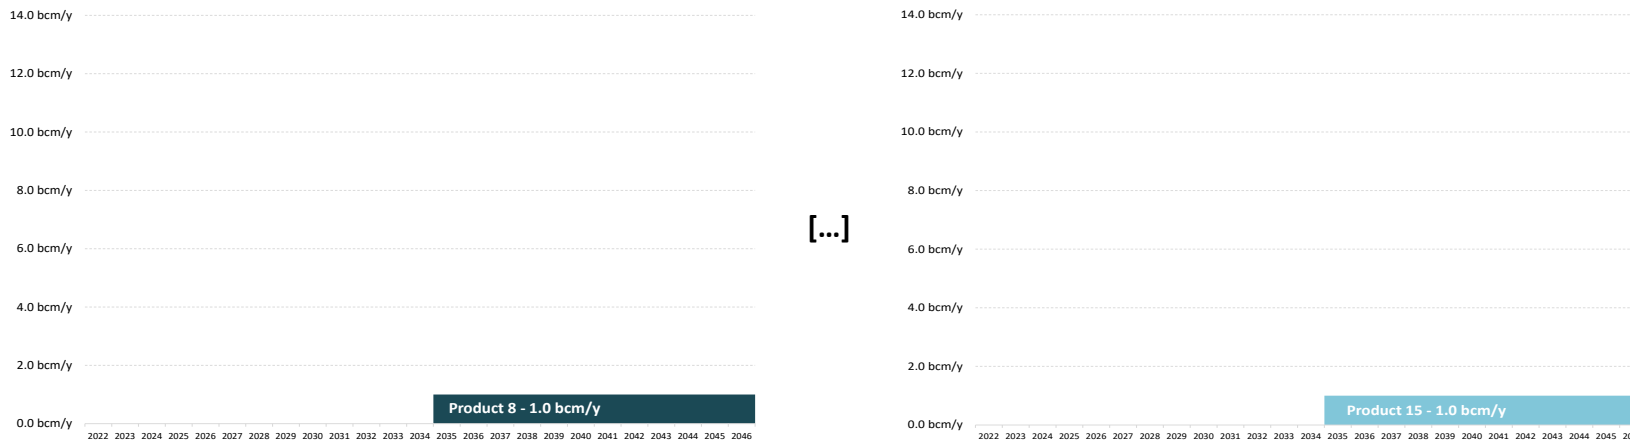 14.0 bcm/y
12.0 bcm/y
10.0 bcm/y
8.0 bcm/y
6.0 bcm/y
4.0 bcm/y
2.0 bcm/y
0.0 bcm/y
Product 8 - 1.0 bcm/y
2022 2023 2024 2025 2026 2027 2028 2029 2030 2031 2032 2033 2034 2035 2036 2037 2038 2039 2040 2041 2042 2043 2044 2045 2046
[...]
14.0 bcm/y
12.0 bcm/y
10.0 bcm/y
8.0 bcm/y
6.0 bcm/y
4.0 bcm/y
2.0 bcm/y
0.0 bcm/y
Product 15 - 1.0 bcm/y
2022 2023 2024 2025 2026 2027 2028 2029 2030 2031 2032 2033 2034 2035 2036 2037 2038 2039 2040 2041 2042 2043 2044 2045